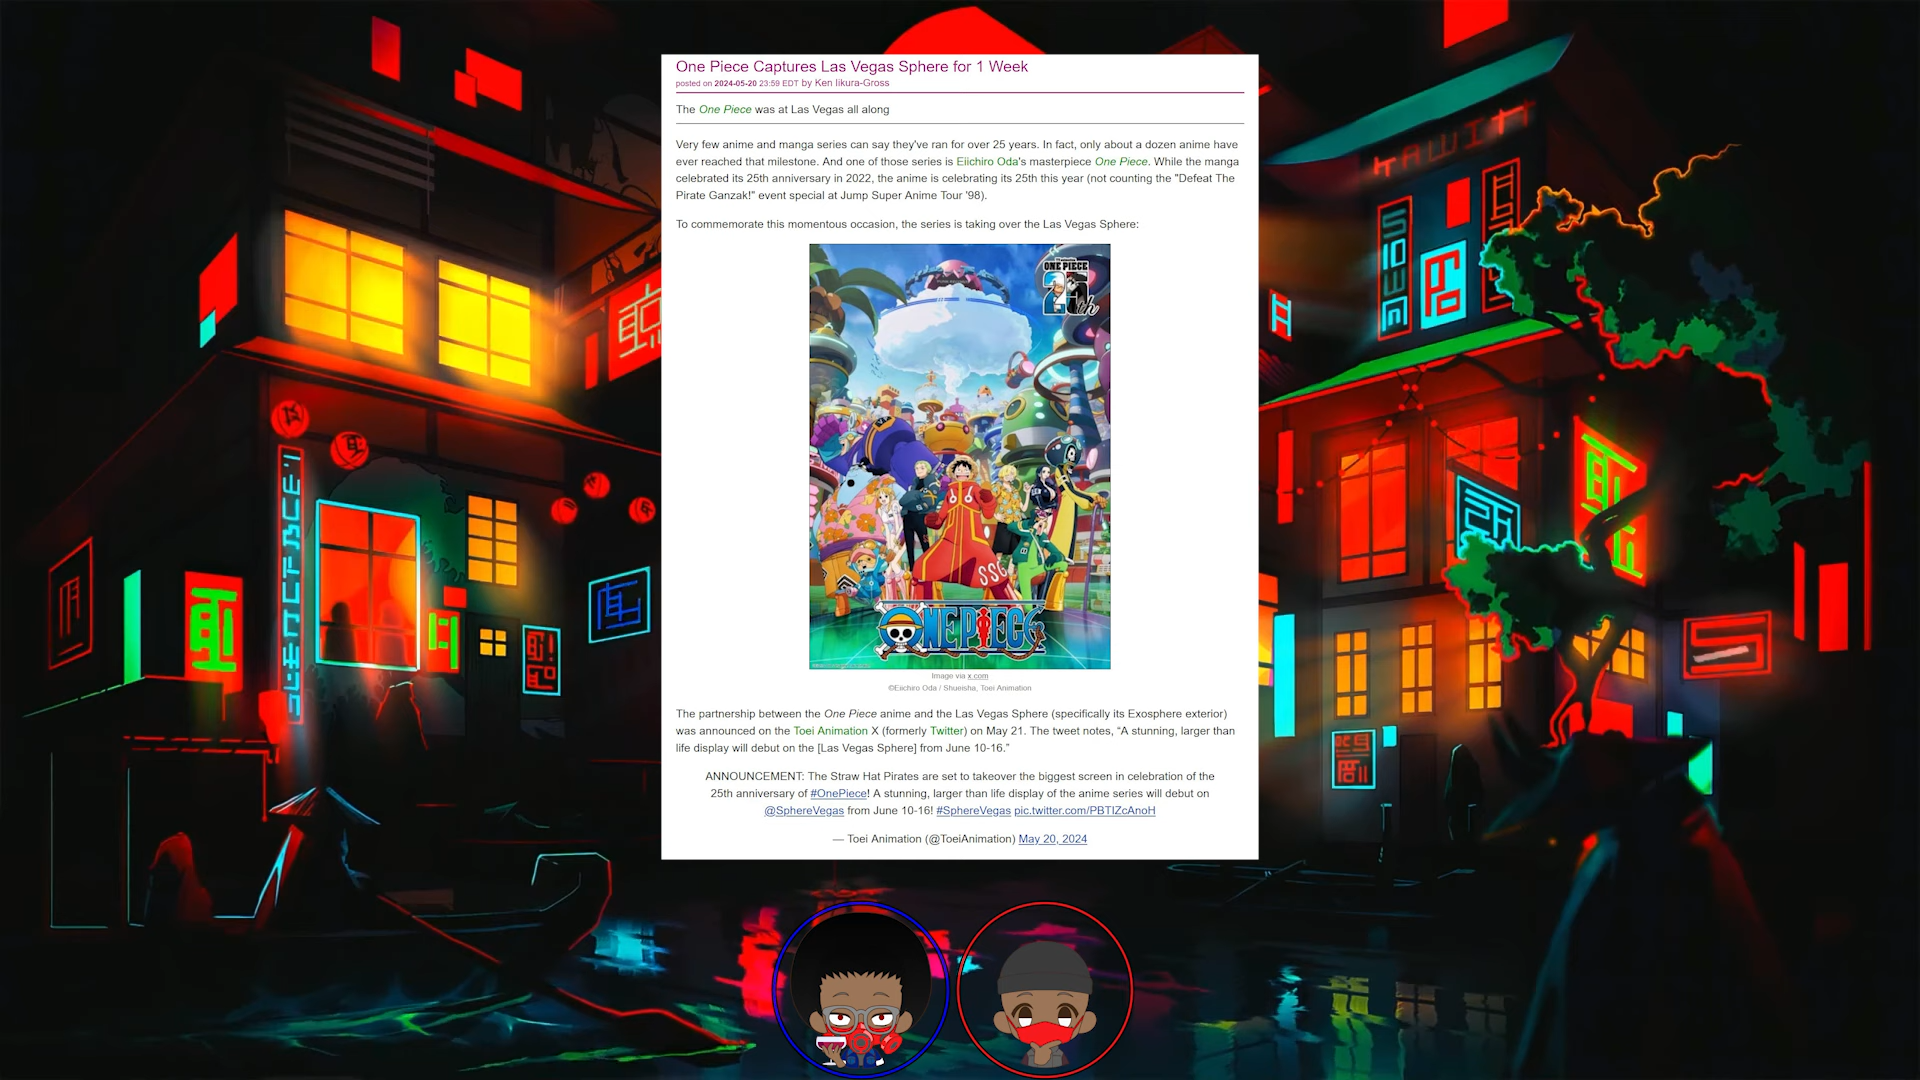 One Piece Captures Las Vegas Sphere for 1 Week
posted on 2024-05-20 23:59 EDT by Ken Iikura-Gross
The One Piece was at Las Vegas all along
Very few anime and manga series can say they've ran for over 25 years. In fact, only about a dozen anime have
ever reached that milestone. And one of those series is Eiichiro Oda's masterpiece One Piece. While the manga
celebrated its 25th anniversary in 2022, the anime is celebrating its 25th this year (not counting the "Defeat The
Pirate Ganzak!" event special at Jump Super Anime Tour '98).
To commemorate this momentous occasion, the series is taking over the Las Vegas Sphere:
ONE PIECE
25th
SSG
ONE PIECE
Image via x.com
©Eiichiro Oda / Shueisha, Toei Animation
The partnership between the One Piece anime and the Las Vegas Sphere (specifically its Exosphere exterior)
was announced on the Toei Animation X (formerly Twitter) on May 21. The tweet notes, “A stunning, larger than
life display will debut on the [Las Vegas Sphere] from June 10-16.”
ANNOUNCEMENT: The Straw Hat Pirates are set to takeover the biggest screen in celebration of the
25th anniversary of #OnePiece! A stunning, larger than life display of the anime series will debut on
@SphereVegas from June 10-16! #SphereVegas pic.twitter.com/PBTIZcAnoH
— Toei Animation (@ToeiAnimation) May 20, 2024